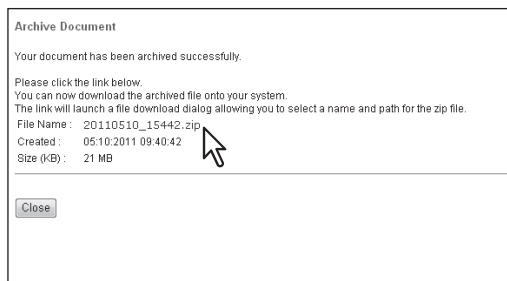 Archive Document
Your document has been archived successfully.
Please click the link below.
You can now download the archived file onto your system.
The link will launch a file download dialog allowing you to select a name and path for the zip file.
File Name : 20110510_15442.zip
Created : 05:10:2011 09:40:42
Size (KB) : 21 MB
Close